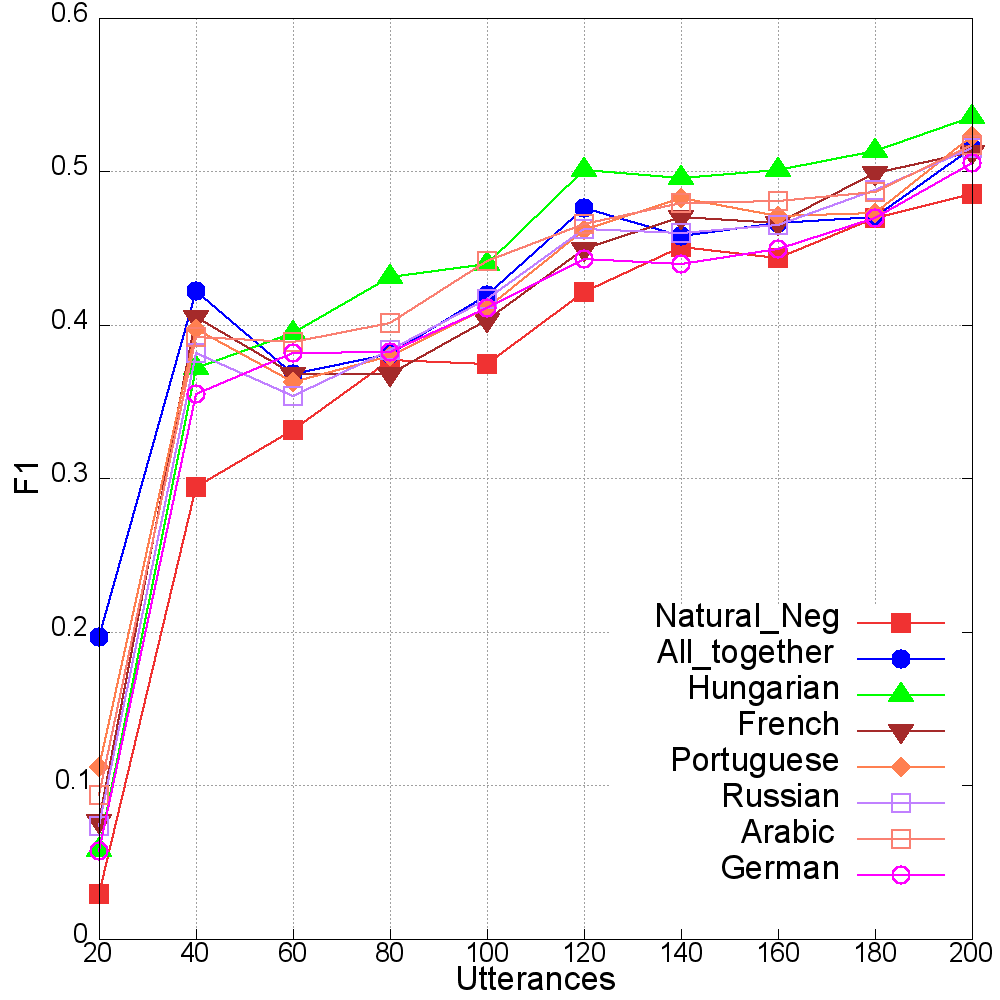 0.6
0.5
0.4
0.3
0.2
0.1
0
F1
Natural_Neg
All_together
Hungarian
French
Portuguese
Russian
Arabic
German
20 40 60 80 100 120 140 160 180 200
Utterances